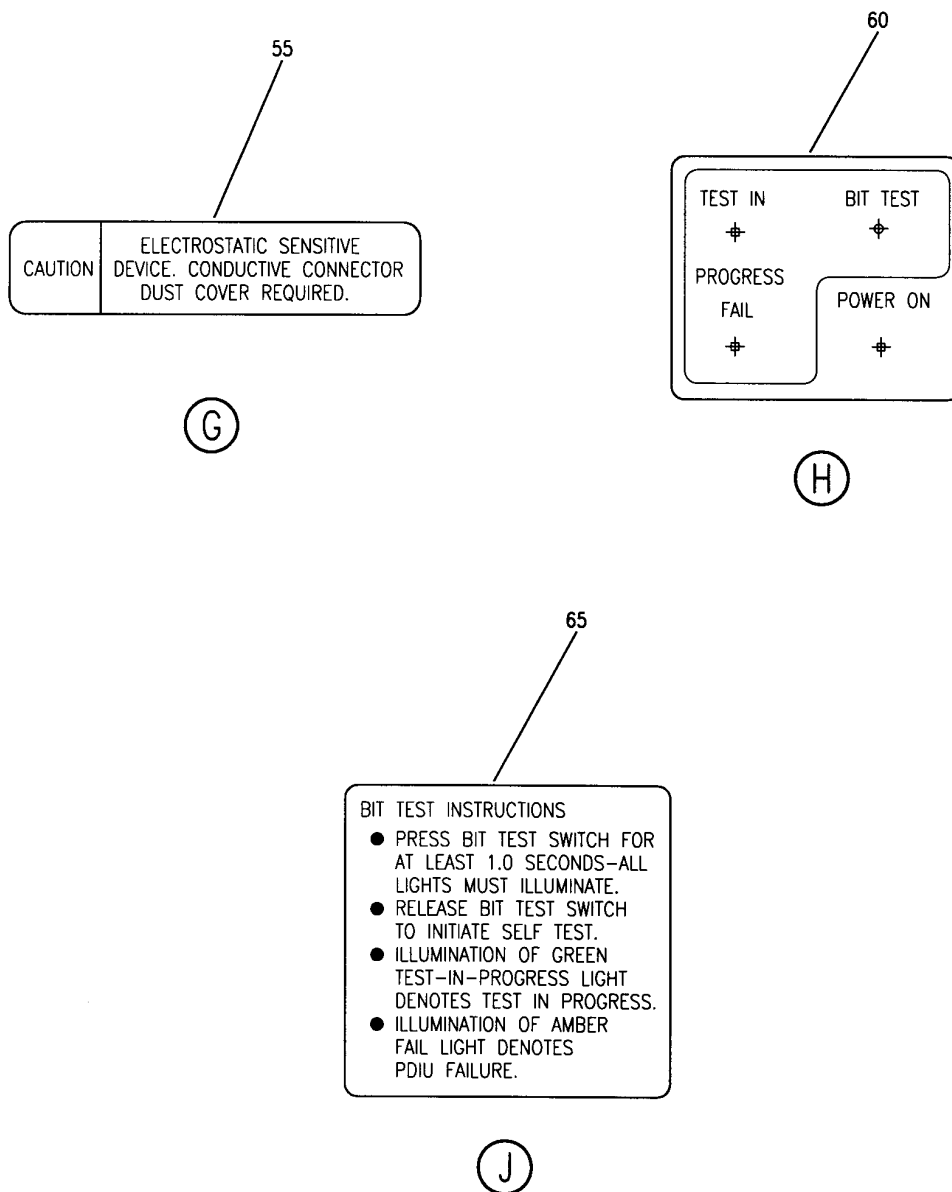 55
CAUTION
ELECTROSTATIC SENSITIVE
DEVICE. CONDUCTIVE CONNECTOR
DUST COVER REQUIRED.
G
60
TEST IN
BIT TEST
PROGRESS
FAIL
POWER ON
H
65
BIT TEST INSTRUCTIONS
● PRESS BIT TEST SWITCH FOR
AT LEAST 1.0 SECONDS-ALL
LIGHTS MUST ILLUMINATE.
● RELEASE BIT TEST SWITCH
TO INITIATE SELF TEST.
● ILLUMINATION OF GREEN
TEST-IN-PROGRESS LIGHT
DENOTES TEST IN PROGRESS.
● ILLUMINATION OF AMBER
FAIL LIGHT DENOTES
PDIU FAILURE.
J